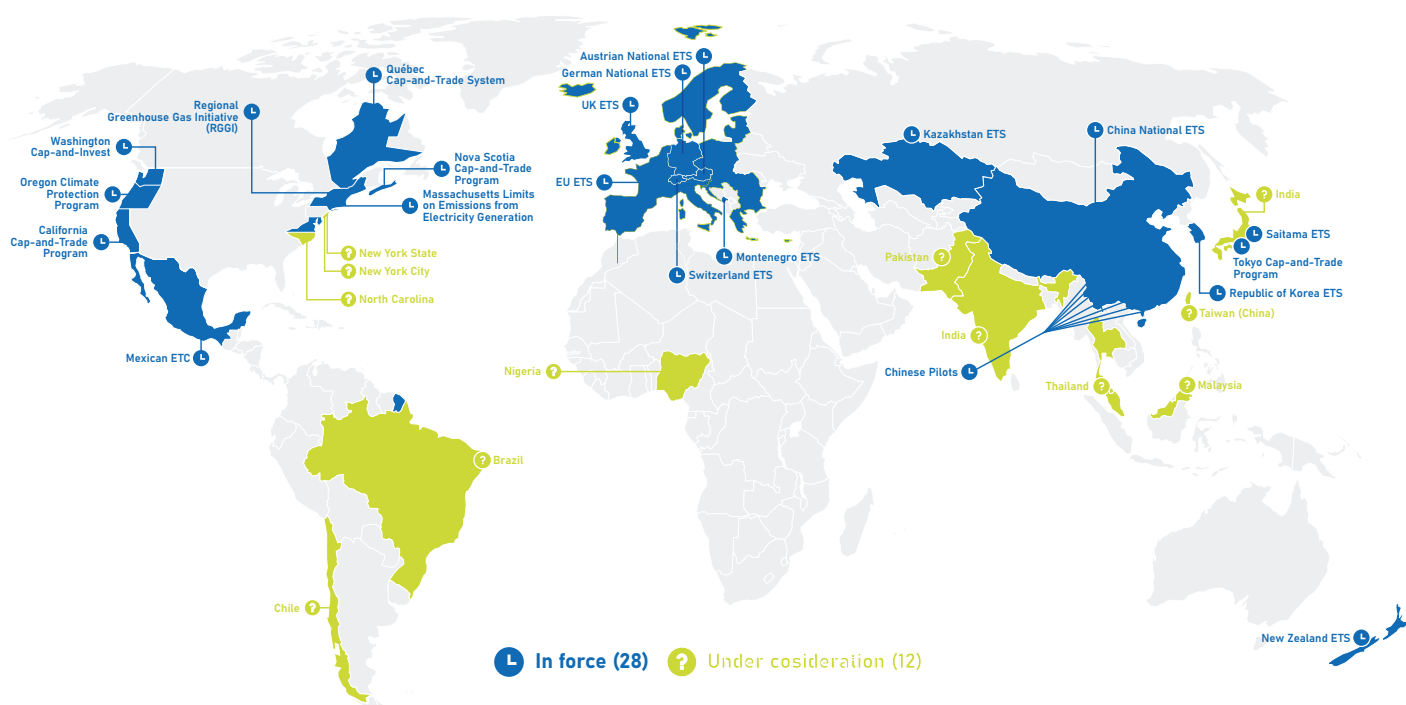 Austrian National ETS
German National ETS
Québec
Cap-and-Trade System
UK ETS
Regional
Greenhouse Gas Initiative
(RGGI)
Kazakhstan ETS
China National ETS
Washington
Cap-and-Invest
Nova Scotia
Cap-and-Trade
Program
Oregon Climate
Protection
Program
EU ETS
Massachusetts Limits
on Emissions from
Electricity Generation
India
California
Cap-and-Trade
Program
Saitama ETS
New York State
Montenegro ETS
Pakistan
Tokyo Cap-and-Trade
Program
New York City
Switzerland ETS
North Carolina
Republic of Korea ETS
Taiwan (China)
India
Mexican ETC
Nigeria
Chinese Pilots
Thailand
Malaysia
Brazil
Chile
New Zealand ETS
In force (28)
Under cosideration (12)